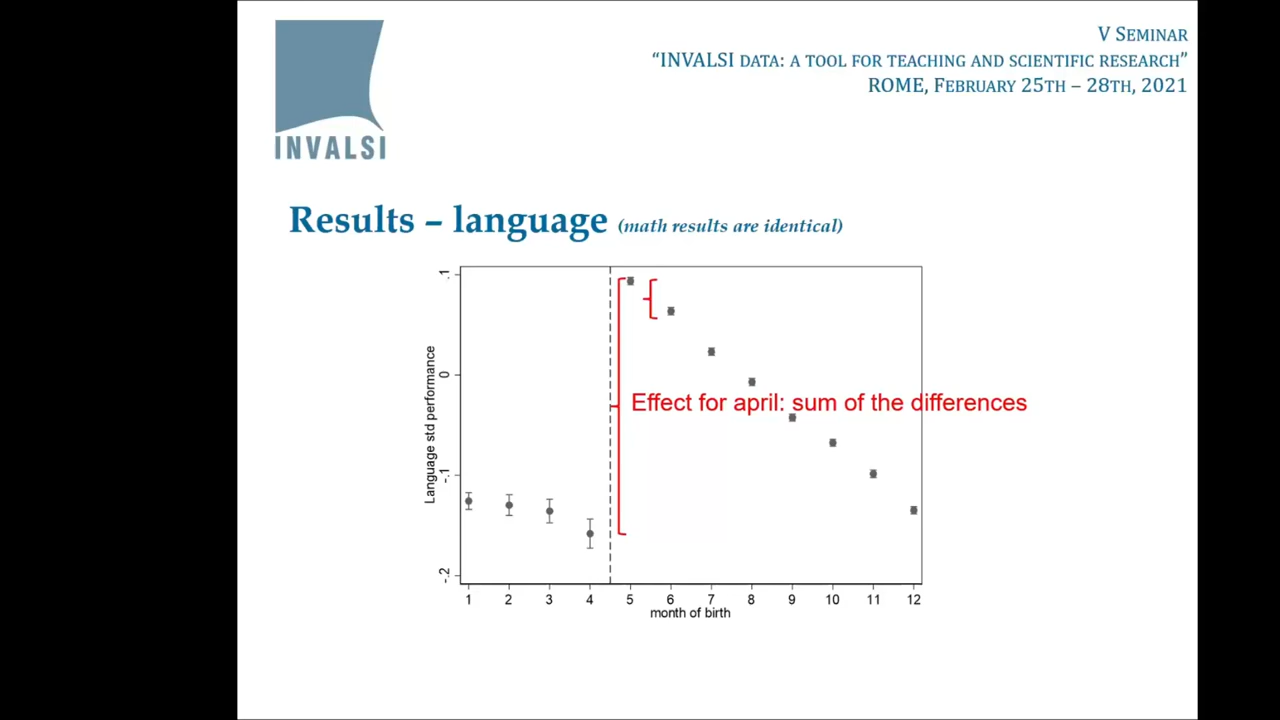 V SEMINAR
“INVALSI DATA: A TOOL FOR TEACHING AND SCIENTIFIC RESEARCH”
ROME, FEBRUARY 25TH – 28TH, 2021
INVALSI
Results – language (math results are identical)
.1
0
-.1
-.2
Language std performance
Effect for april: sum of the differences
1 2 3 4 5 6 7 8 9 10 11 12
month of birth